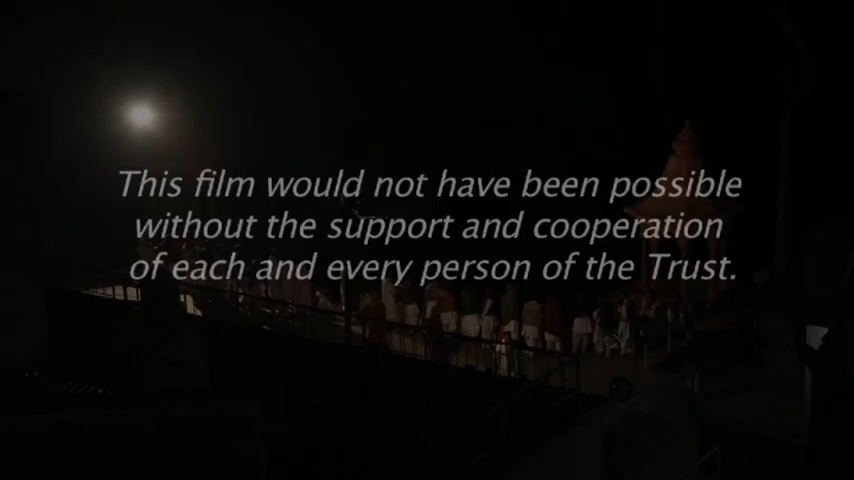 This film would not have been possible
without the support and cooperation
of each and every person of the Trust.